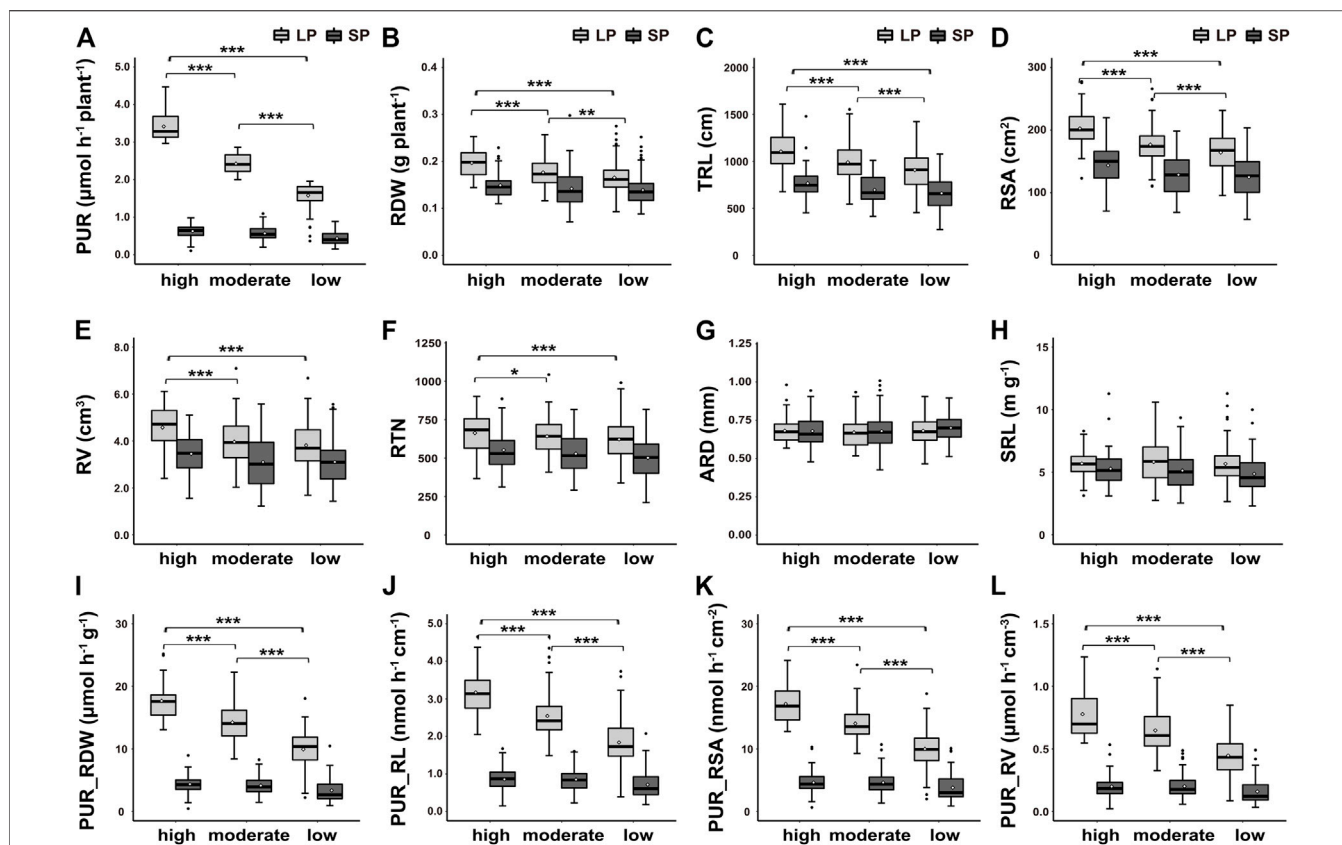 A LP SP
PUR (µmol h⁻¹ plant⁻¹)
5.0
4.0
3.0
2.0
1.0
0.0
***
***
***
high moderate low
B LP SP
RDW (g plant⁻¹)
0.4
0.3
0.2
0.1
0.0
***
***
**
high moderate low
C LP SP
TRL (cm)
2000
1500
1000
500
0
***
***
***
high moderate low
D LP SP
RSA (cm²)
300
200
100
0
***
***
***
high moderate low
E
RV (cm³)
8.0
6.0
4.0
2.0
0.0
***
***
high moderate low
F
RTN
1250
1000
750
500
250
0
***
*
high moderate low
G
ARD (mm)
1.25
1.00
0.75
0.50
0.25
0.00
high moderate low
H
SRL (m g⁻¹)
15
10
5
0
high moderate low
I
PUR_RDW (µmol h⁻¹ g⁻¹)
30
20
10
0
***
***
***
high moderate low
J
PUR_RL (nmol h⁻¹ cm⁻¹)
5.0
4.0
3.0
2.0
1.0
0.0
***
***
***
high moderate low
K
PUR_RSA (nmol h⁻¹ cm⁻²)
30
20
10
0
***
***
***
high moderate low
L
PUR_RV (µmol h⁻¹ cm⁻³)
1.5
1.0
0.5
0.0
***
***
***
high moderate low